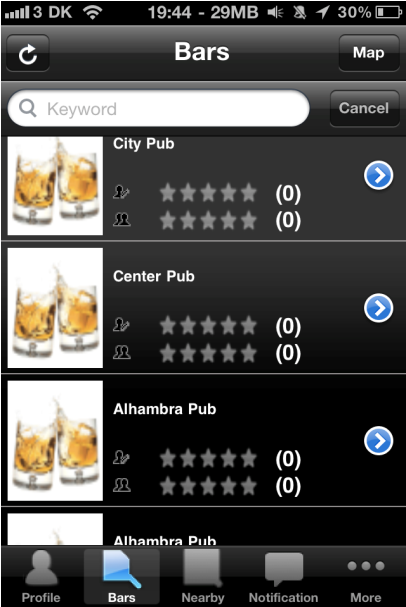 3 DK 19:44 - 29MB 30%
Bars
Map
Keyword
Cancel
City Pub
(0)
(0)
Center Pub
(0)
(0)
Alhambra Pub
(0)
(0)
Alhambra Pub
Profile Bars Nearby Notification More